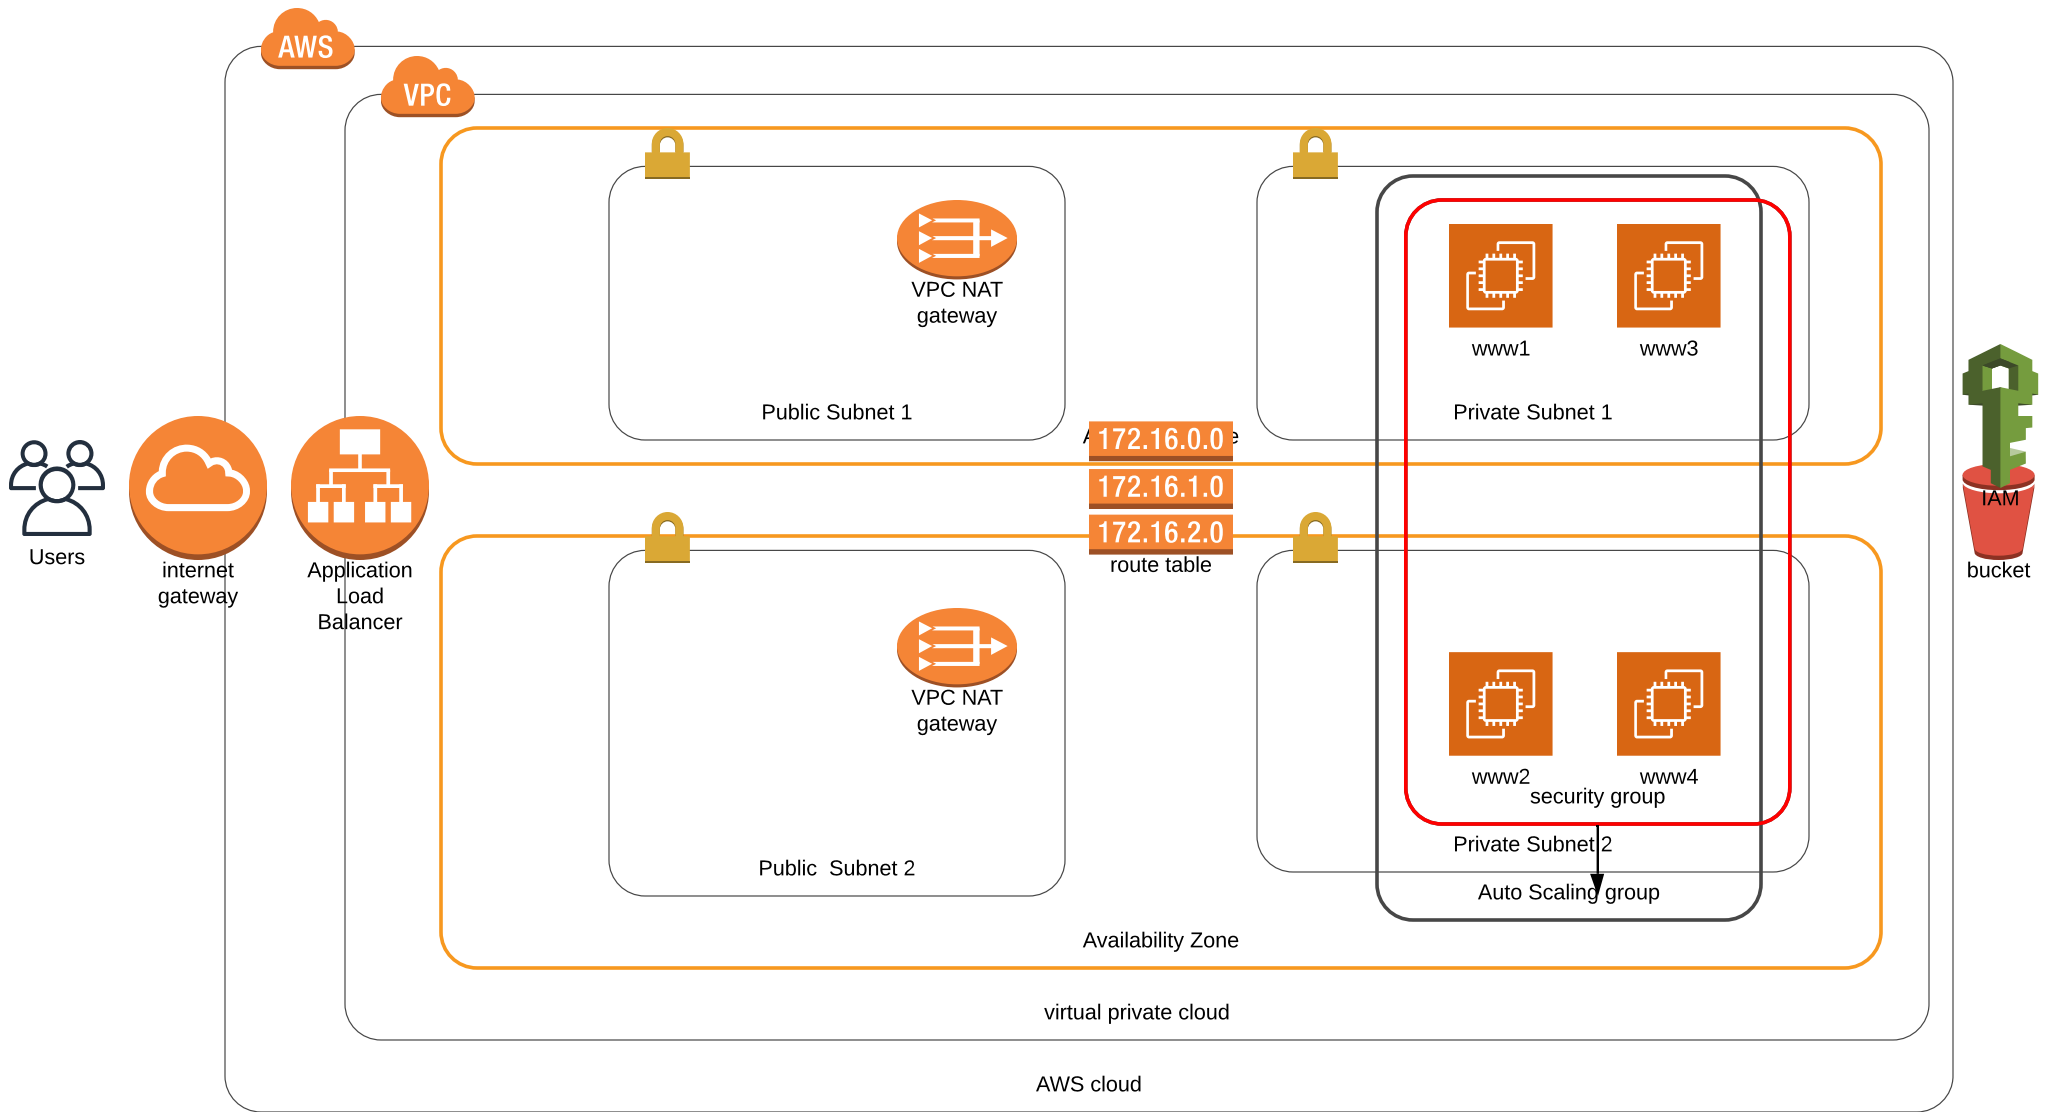 AWS
VPC
VPC NAT
gateway
www1
www3
Public Subnet 1
Private Subnet 1
172.16.0.0
172.16.1.0
172.16.2.0
route table
Users
internet
gateway
Application
Load
Balancer
IAM
bucket
VPC NAT
gateway
www2
www4
security group
Private Subnet 2
Public  Subnet 2
Auto Scaling group
Availability Zone
virtual private cloud
AWS cloud